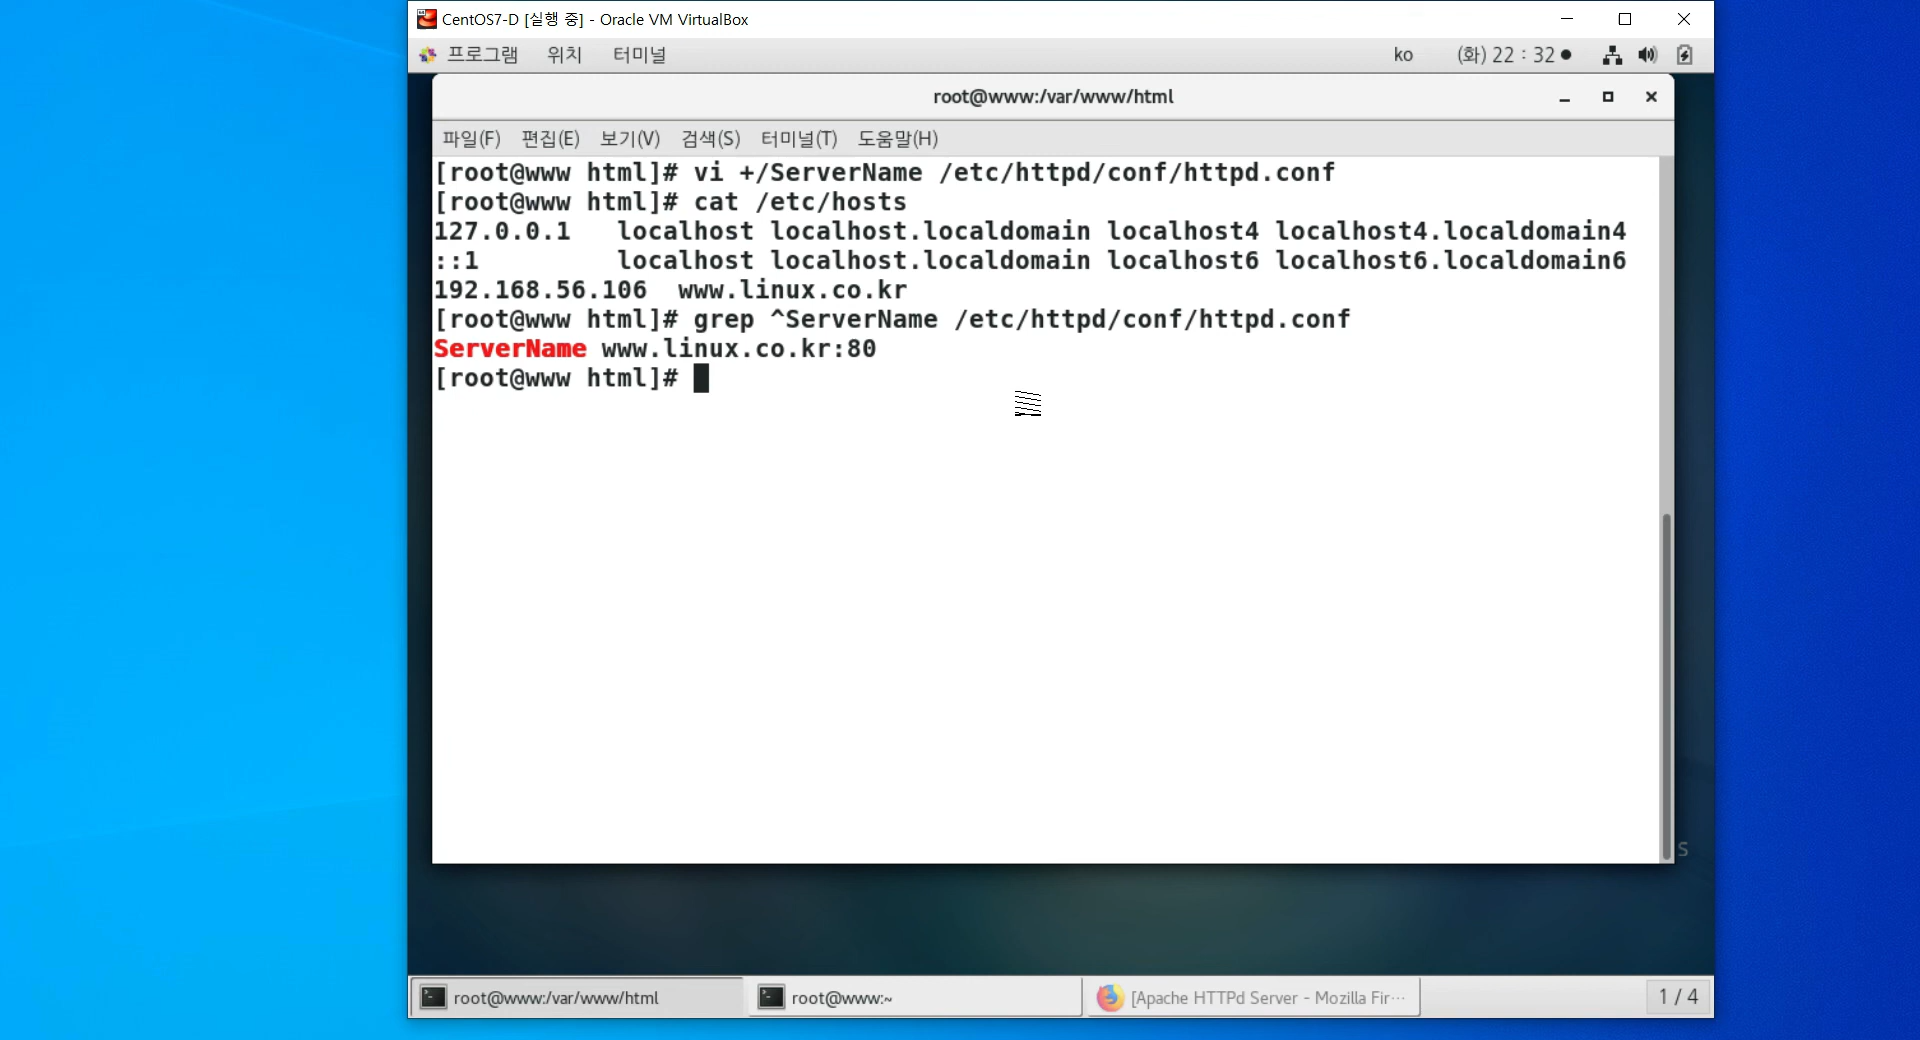 CentOS7-D [실행 중] - Oracle VM VirtualBox
프로그램 위치 터미널 ko (화) 22 : 32
root@www:/var/www/html
파일(F) 편집(E) 보기(V) 검색(S) 터미널(T) 도움말(H)
[root@www html]# vi +/ServerName /etc/httpd/conf/httpd.conf
[root@www html]# cat /etc/hosts
127.0.0.1   localhost localhost.localdomain localhost4 localhost4.localdomain4
::1         localhost localhost.localdomain localhost6 localhost6.localdomain6
192.168.56.106  www.linux.co.kr
[root@www html]# grep ^ServerName /etc/httpd/conf/httpd.conf
ServerName www.linux.co.kr:80
[root@www html]#
S
root@www:/var/www/html root@www:~ [Apache HTTPd Server - Mozilla Fir… 1 / 4